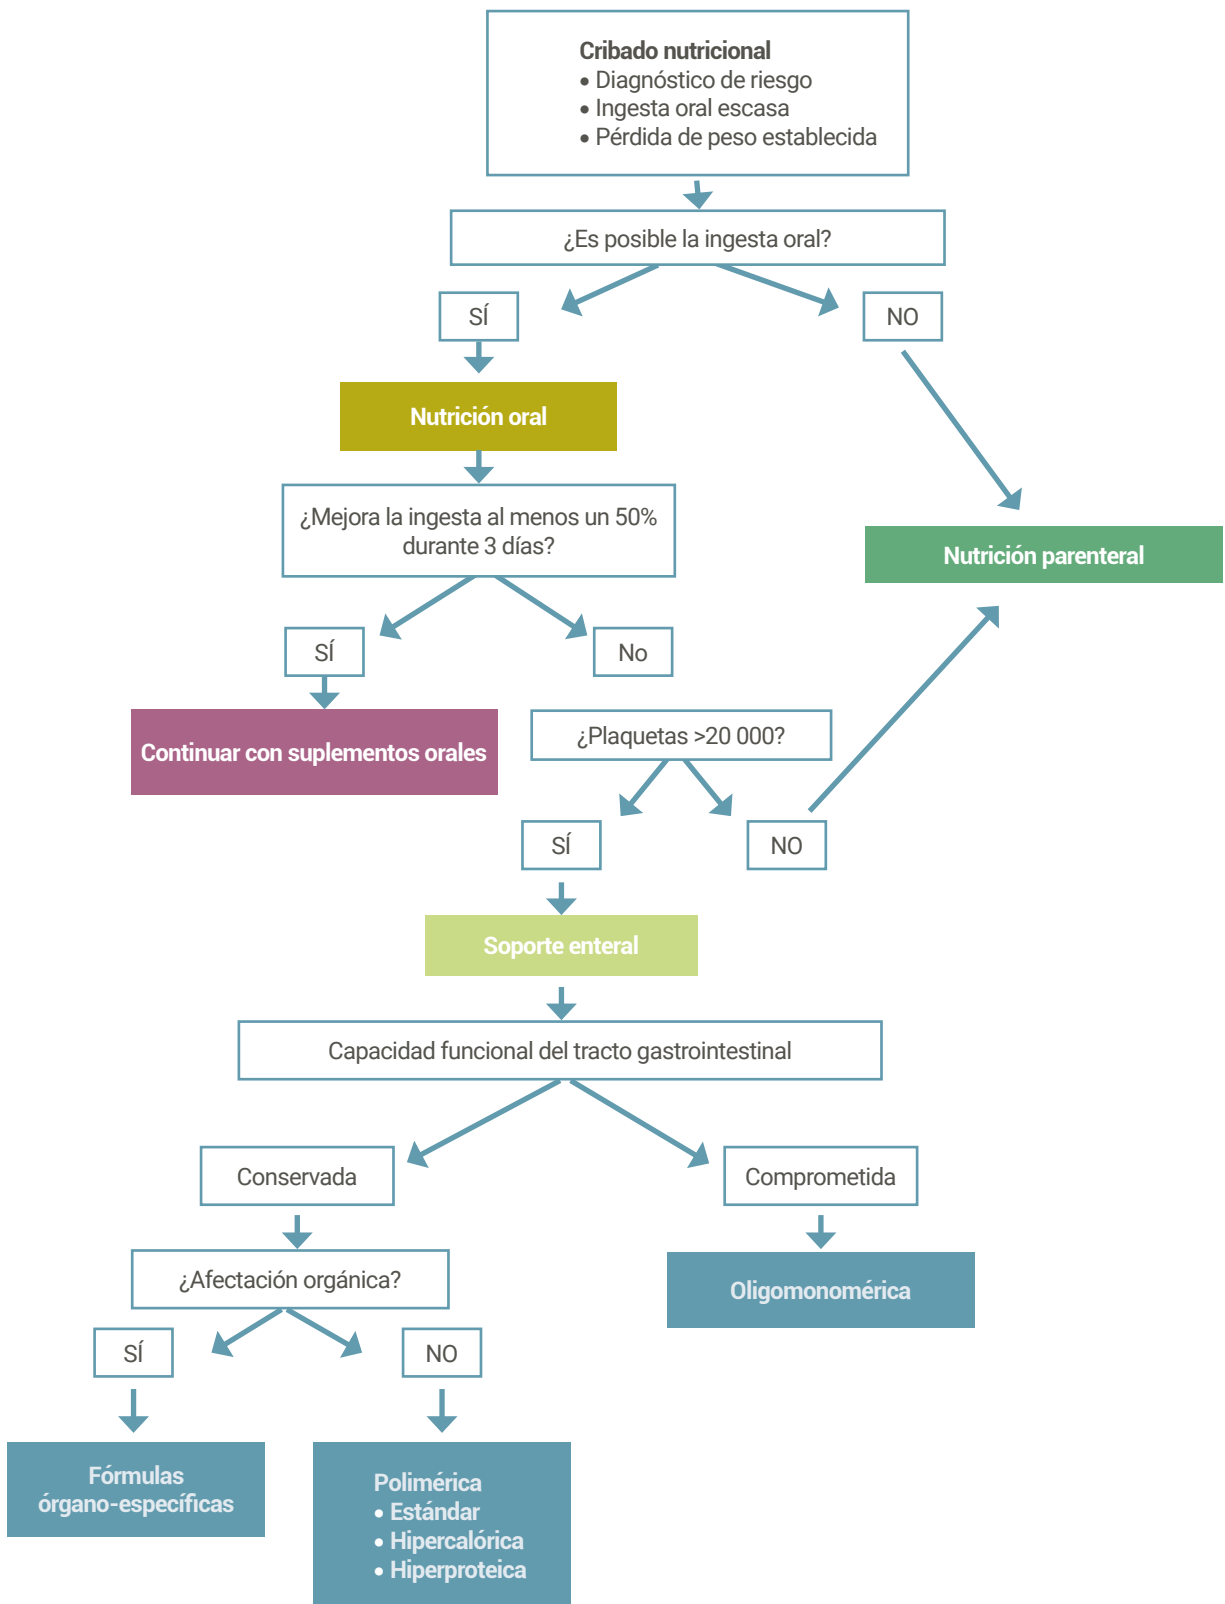 Cribado nutricional
• Diagnóstico de riesgo
• Ingesta oral escasa
• Pérdida de peso establecida
¿Es posible la ingesta oral?
SÍ
NO
Nutrición oral
¿Mejora la ingesta al menos un 50%
durante 3 días?
Nutrición parenteral
SÍ
No
Continuar con suplementos orales
¿Plaquetas >20 000?
SÍ
NO
Soporte enteral
Capacidad funcional del tracto gastrointestinal
Conservada
Comprometida
¿Afectación orgánica?
Oligomonomérica
SÍ
NO
Fórmulas
órgano-específicas
Polimérica
• Estándar
• Hipercalórica
• Hiperproteica